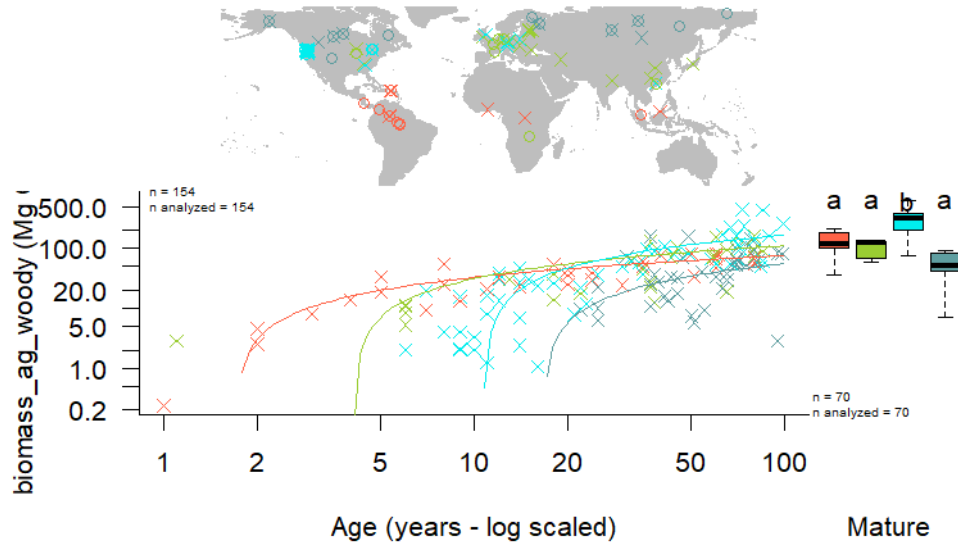 n = 154
n analyzed = 154
500.0
100.0
20.0
5.0
1.0
0.2
biomass_ag_woody (Mg
1 2 5 10 20 50 100
Age (years - log scaled)
a a b a
n = 70
n analyzed = 70
Mature